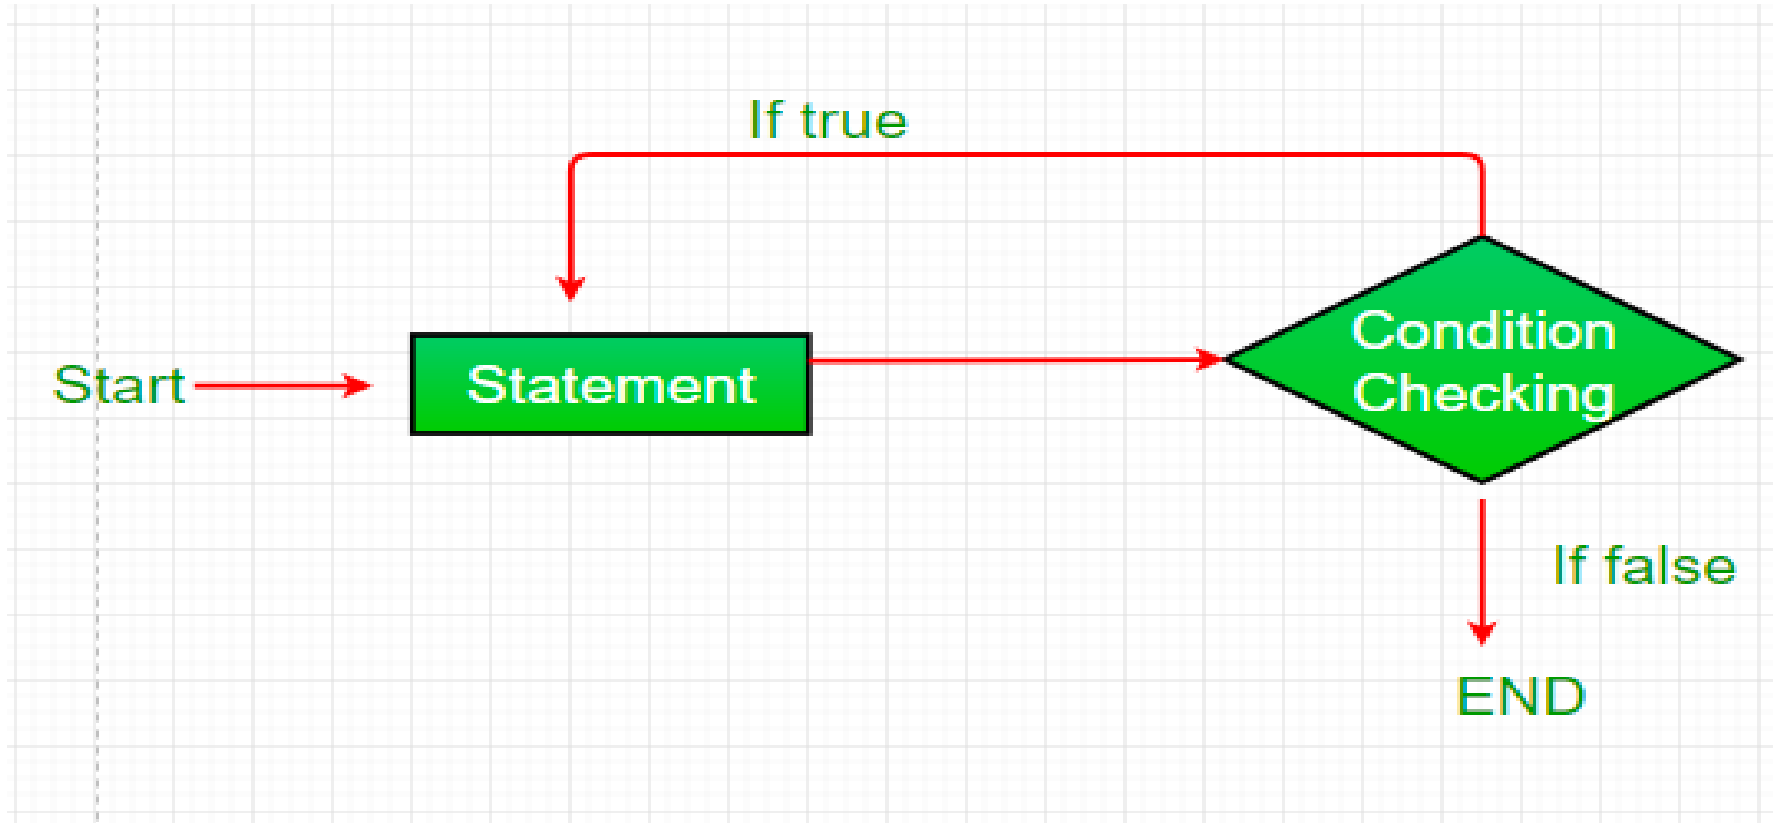 If true
Start
Statement
Condition
Checking
If false
END